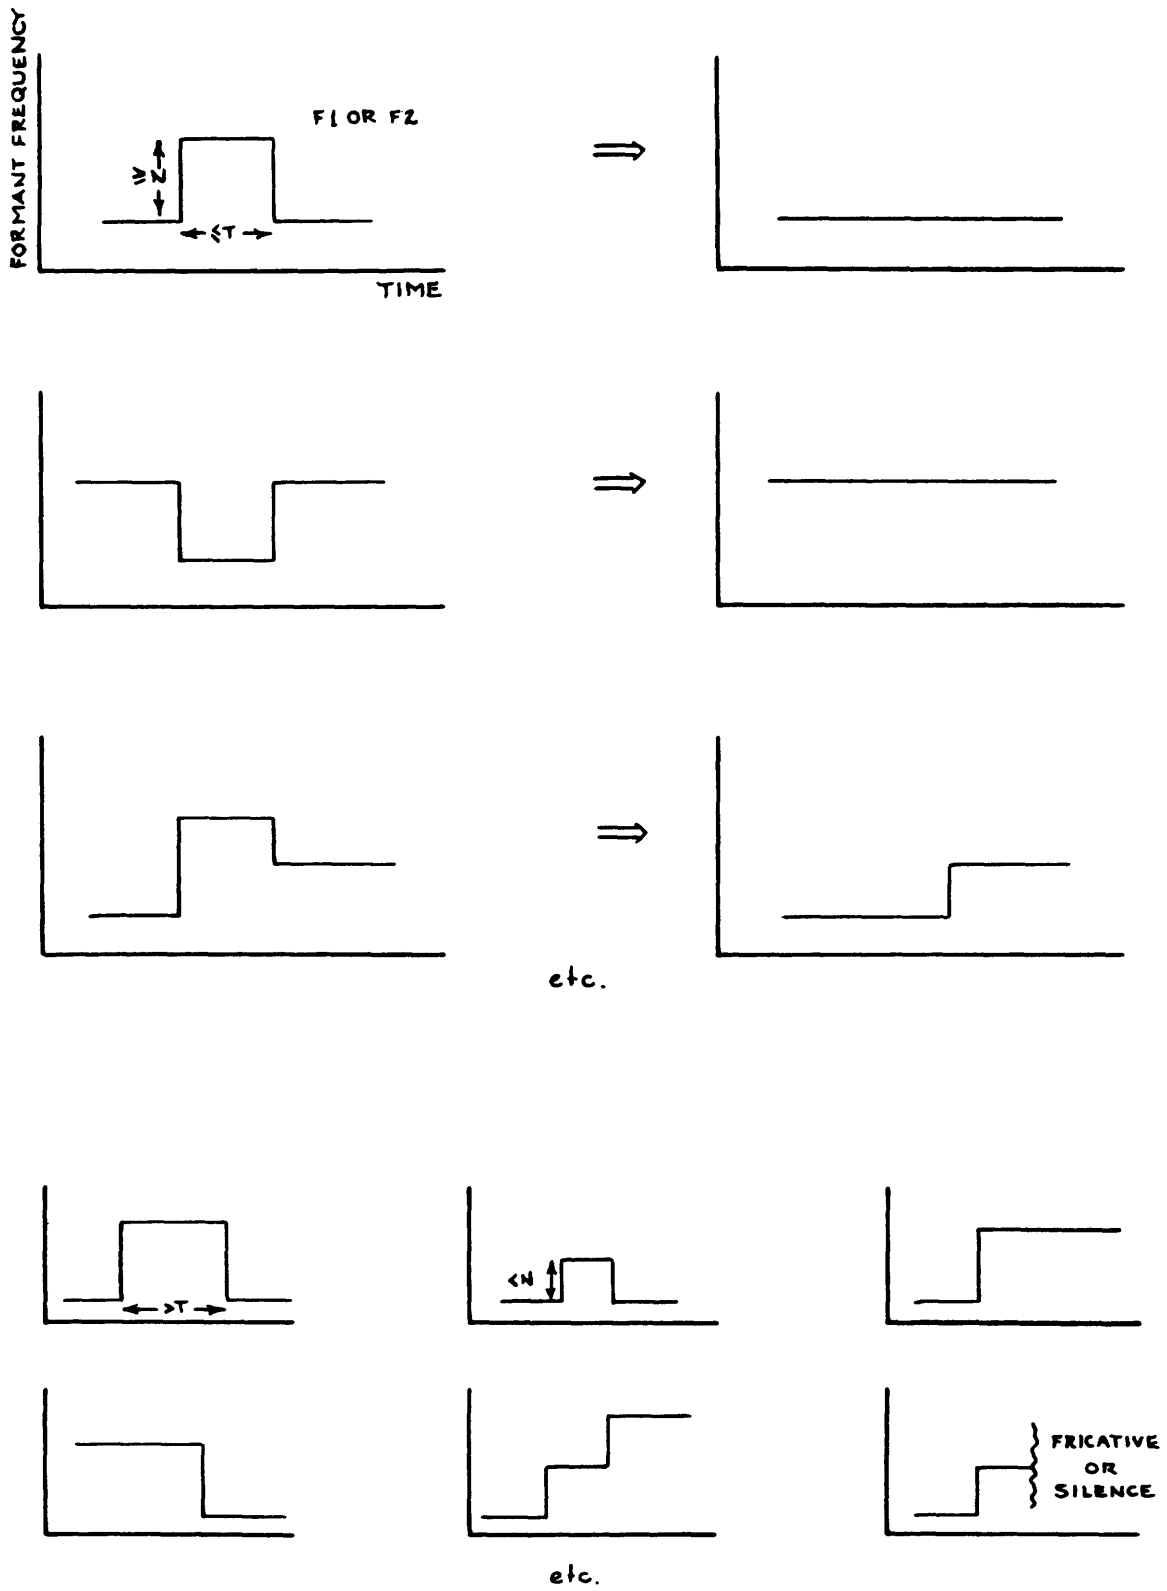 FORMANT FREQUENCY
F1 OR F2
≥N
≤T
TIME
etc.
>T
<N
FRICATIVE
OR
SILENCE
etc.